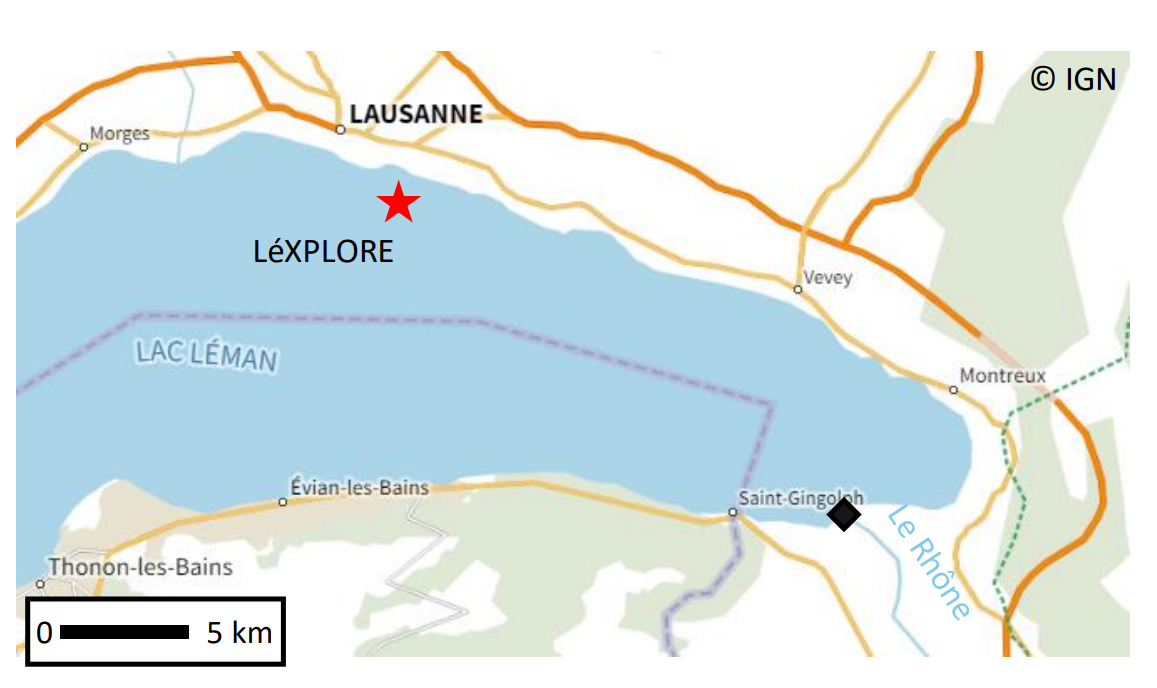 © IGN
LAUSANNE
Morges
LéXPLORE
Vevey
LAC LÉMAN
Montreux
Évian-les-Bains
Saint-Gingolph
Le Rhône
Thonon-les-Bains
0 5 km